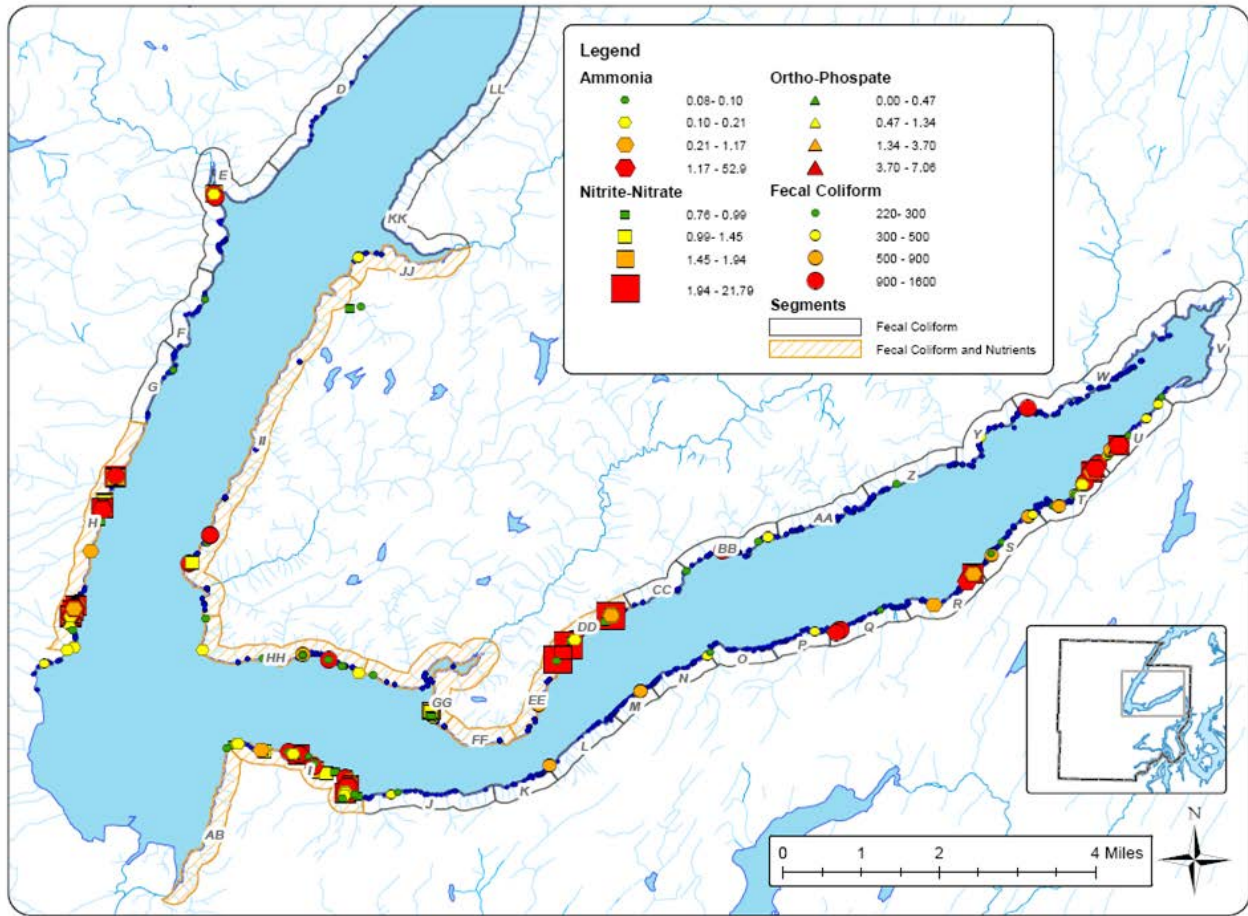 Legend
Ammonia
0.08- 0.10
0.10 - 0.21
0.21 - 1.17
1.17 - 52.9
Ortho-Phospate
0.00 - 0.47
0.47 - 1.34
1.34 - 3.70
3.70 - 7.06
Nitrite-Nitrate
0.76 - 0.99
0.99- 1.45
1.45 - 1.94
1.94 - 21.79
Fecal Coliform
220- 300
300 - 500
500 - 900
900 - 1600
Segments
Fecal Coliform
Fecal Coliform and Nutrients
D
LL
E
KK
JJ
F
G
II
H
HH
GG
FF
EE
DD
CC
BB
AA
Z
Y
W
V
U
T
S
R
Q
P
O
N
M
L
K
J
I
AB
N
0 1 2 4 Miles